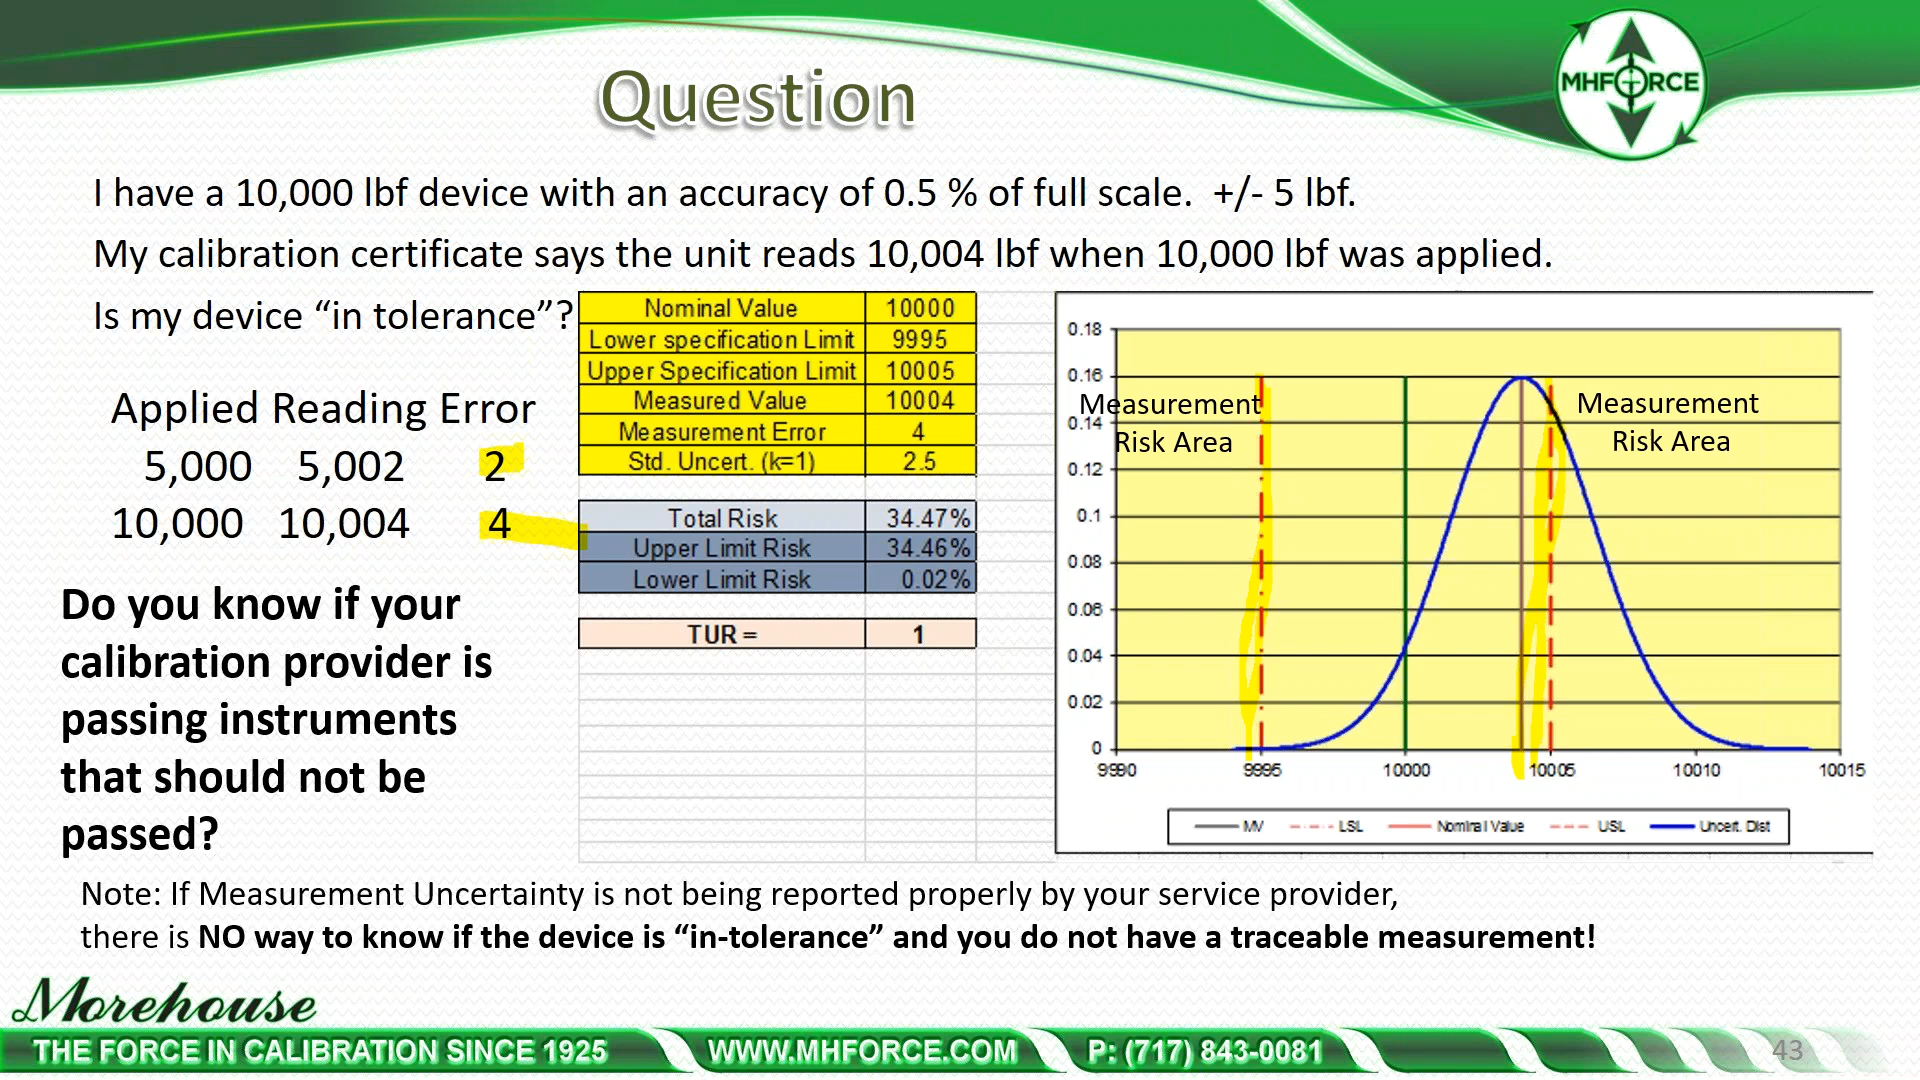 MHFORCE
Question
I have a 10,000 lbf device with an accuracy of 0.5 % of full scale.  +/- 5 lbf.
My calibration certificate says the unit reads 10,004 lbf when 10,000 lbf was applied.
Is my device “in tolerance”?
Applied Reading Error
5,000 5,002 2
10,000 10,004 4
Do you know if your
calibration provider is
passing instruments
that should not be
passed?
Nominal Value 10000
Lower specification Limit 9995
Upper Specification Limit 10005
Measured Value 10004
Measurement Error 4
Std. Uncert. (k=1) 2.5
Total Risk 34.47%
Upper Limit Risk 34.46%
Lower Limit Risk 0.02%
TUR = 1
0.18
0.16
0.14
0.12
0.1
0.08
0.06
0.04
0.02
0
Measurement
Risk Area
Measurement
Risk Area
9990 9995 10000 10005 10010 10015
MV LSL Nominal Value USL Uncert. Dist
Note: If Measurement Uncertainty is not being reported properly by your service provider,
there is NO way to know if the device is “in-tolerance” and you do not have a traceable measurement!
Morehouse
THE FORCE IN CALIBRATION SINCE 1925 WWW.MHFORCE.COM P: (717) 843-0081 43